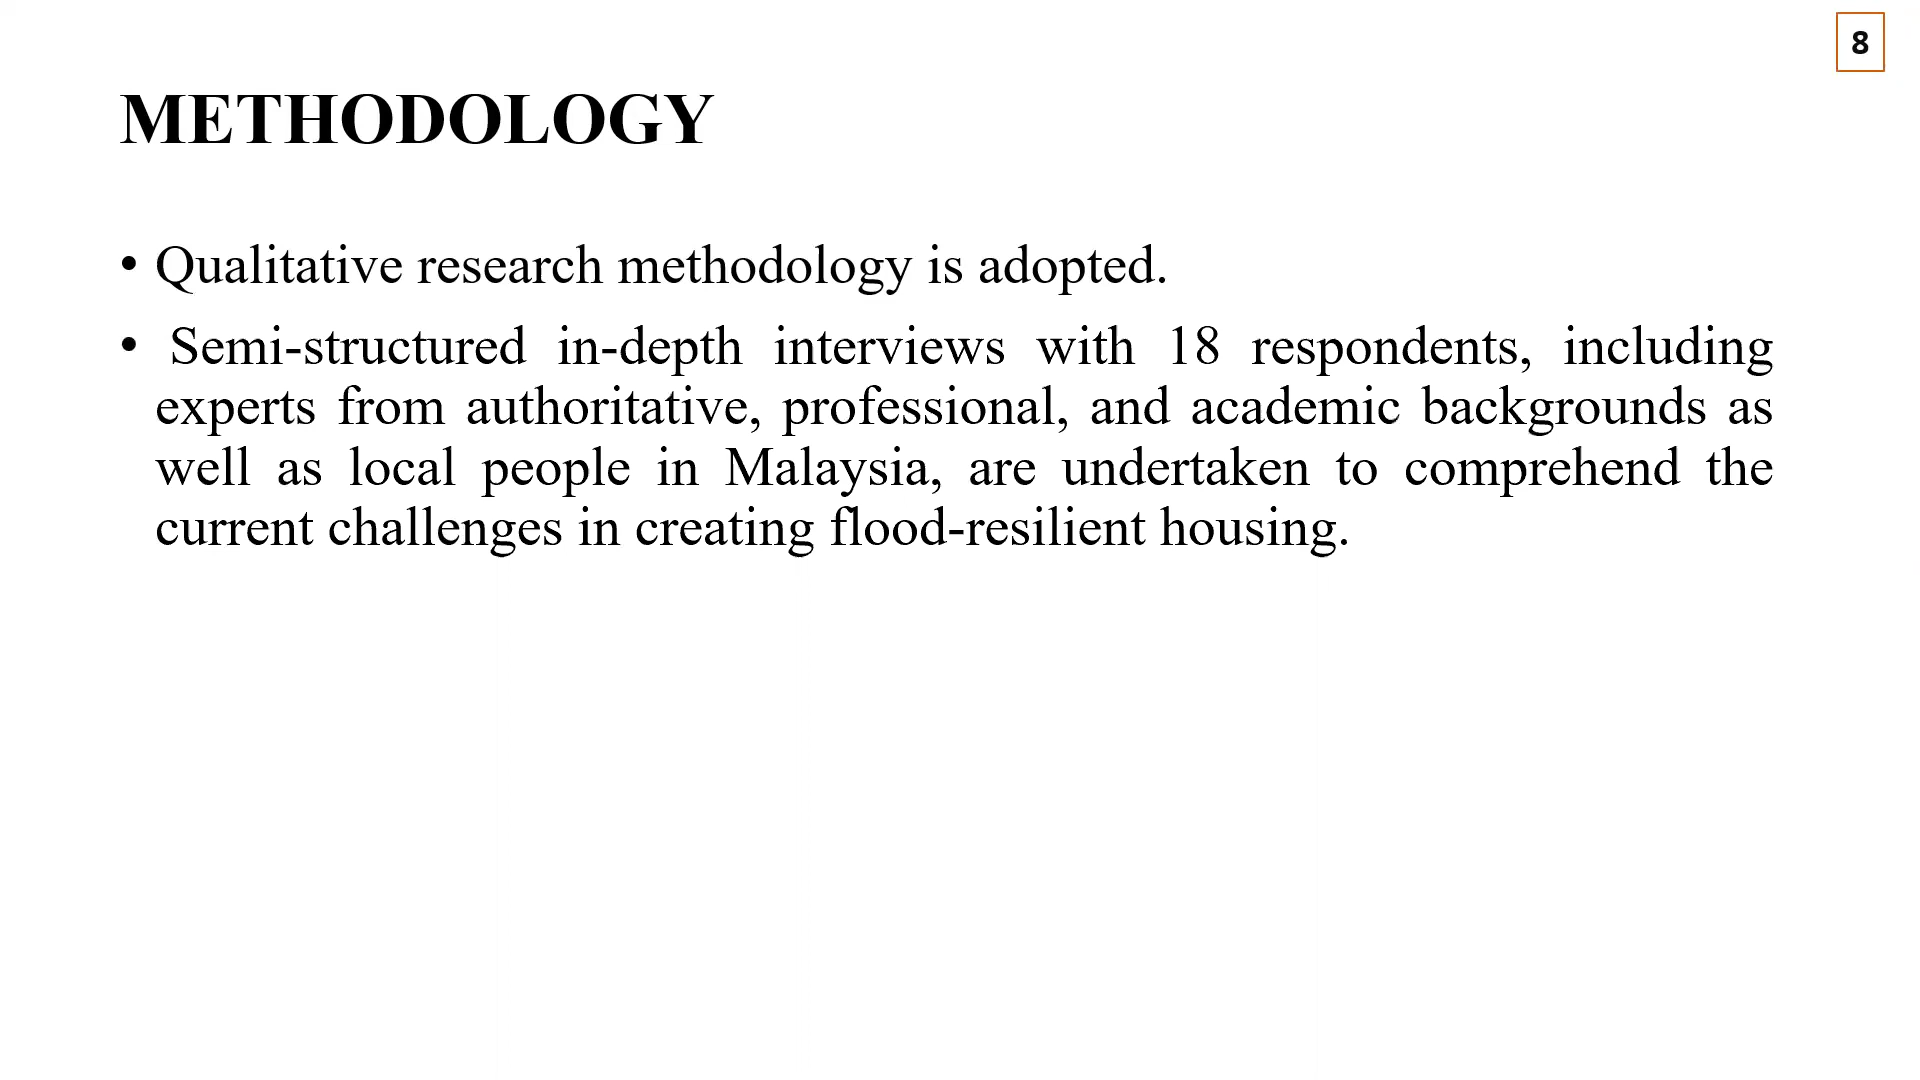 8
METHODOLOGY
• Qualitative research methodology is adopted.
• Semi-structured in-depth interviews with 18 respondents, including
experts from authoritative, professional, and academic backgrounds as
well as local people in Malaysia, are undertaken to comprehend the
current challenges in creating flood-resilient housing.